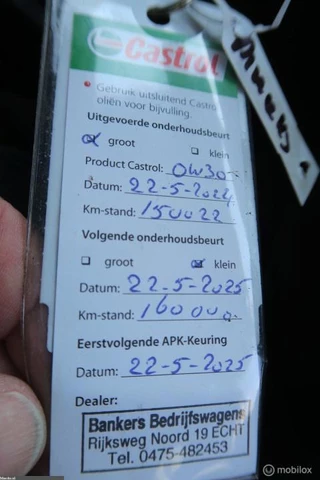 Castrol
Gebruik uitsluitend Castrol
oliën voor bijvulling.
Uitgevoerde onderhoudsbeurt
groot
klein
Product Castrol: 0W30
Datum: 22-5-2024
Km-stand: 150022
Volgende onderhoudsbeurt
groot klein
Datum: 22-5-2025
Km-stand: 160000
Eerstvolgende APK-Keuring
Datum: 22-5-2025
Dealer:
Bankers Bedrijfswagens
Rijksweg Noord 19 ECHT
Tel. 0475-482453
mobilox